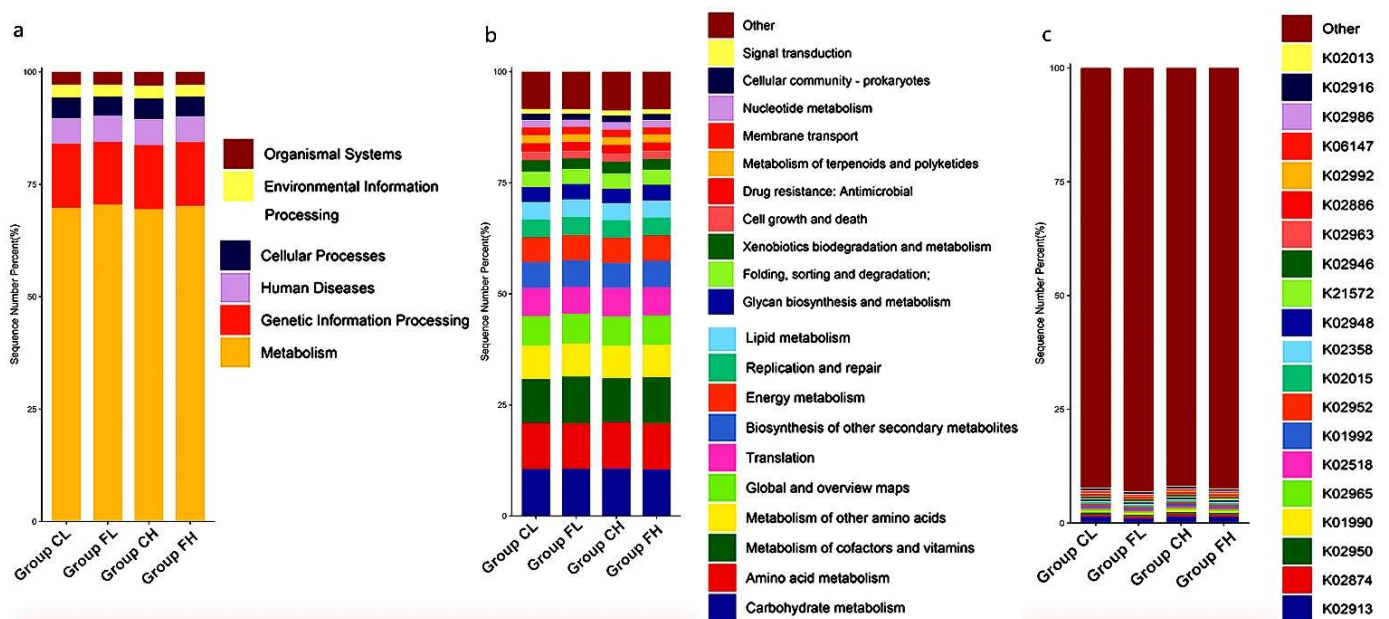 a
Sequence Number Percent(%)
100
75
50
25
0
Group CL
Group FL
Group CH
Group FH
Organismal Systems
Environmental Information
Processing
Cellular Processes
Human Diseases
Genetic Information Processing
Metabolism
b
Sequence Number Percent(%)
100
75
50
25
0
Group CL
Group FL
Group CH
Group FH
Other
Signal transduction
Cellular community - prokaryotes
Nucleotide metabolism
Membrane transport
Metabolism of terpenoids and polyketides
Drug resistance: Antimicrobial
Cell growth and death
Xenobiotics biodegradation and metabolism
Folding, sorting and degradation;
Glycan biosynthesis and metabolism
Lipid metabolism
Replication and repair
Energy metabolism
Biosynthesis of other secondary metabolites
Translation
Global and overview maps
Metabolism of other amino acids
Metabolism of cofactors and vitamins
Amino acid metabolism
Carbohydrate metabolism
c
Sequence Number Percent(%)
100
75
50
25
0
Group CL
Group FL
Group CH
Group FH
Other
K02013
K02916
K02986
K06147
K02992
K02886
K02963
K02946
K21572
K02948
K02358
K02015
K02952
K01992
K02518
K02965
K01990
K02950
K02874
K02913